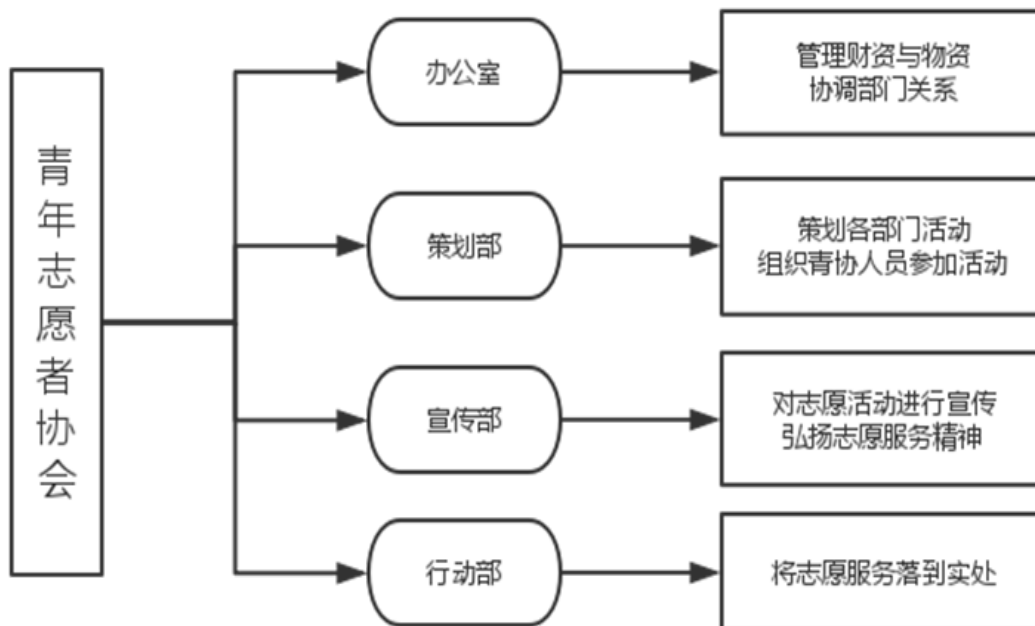 青年志愿者协会
办公室
管理财资与物资
协调部门关系
策划部
策划各部门活动
组织青协人员参加活动
宣传部
对志愿活动进行宣传
弘扬志愿服务精神
行动部
将志愿服务落到实处